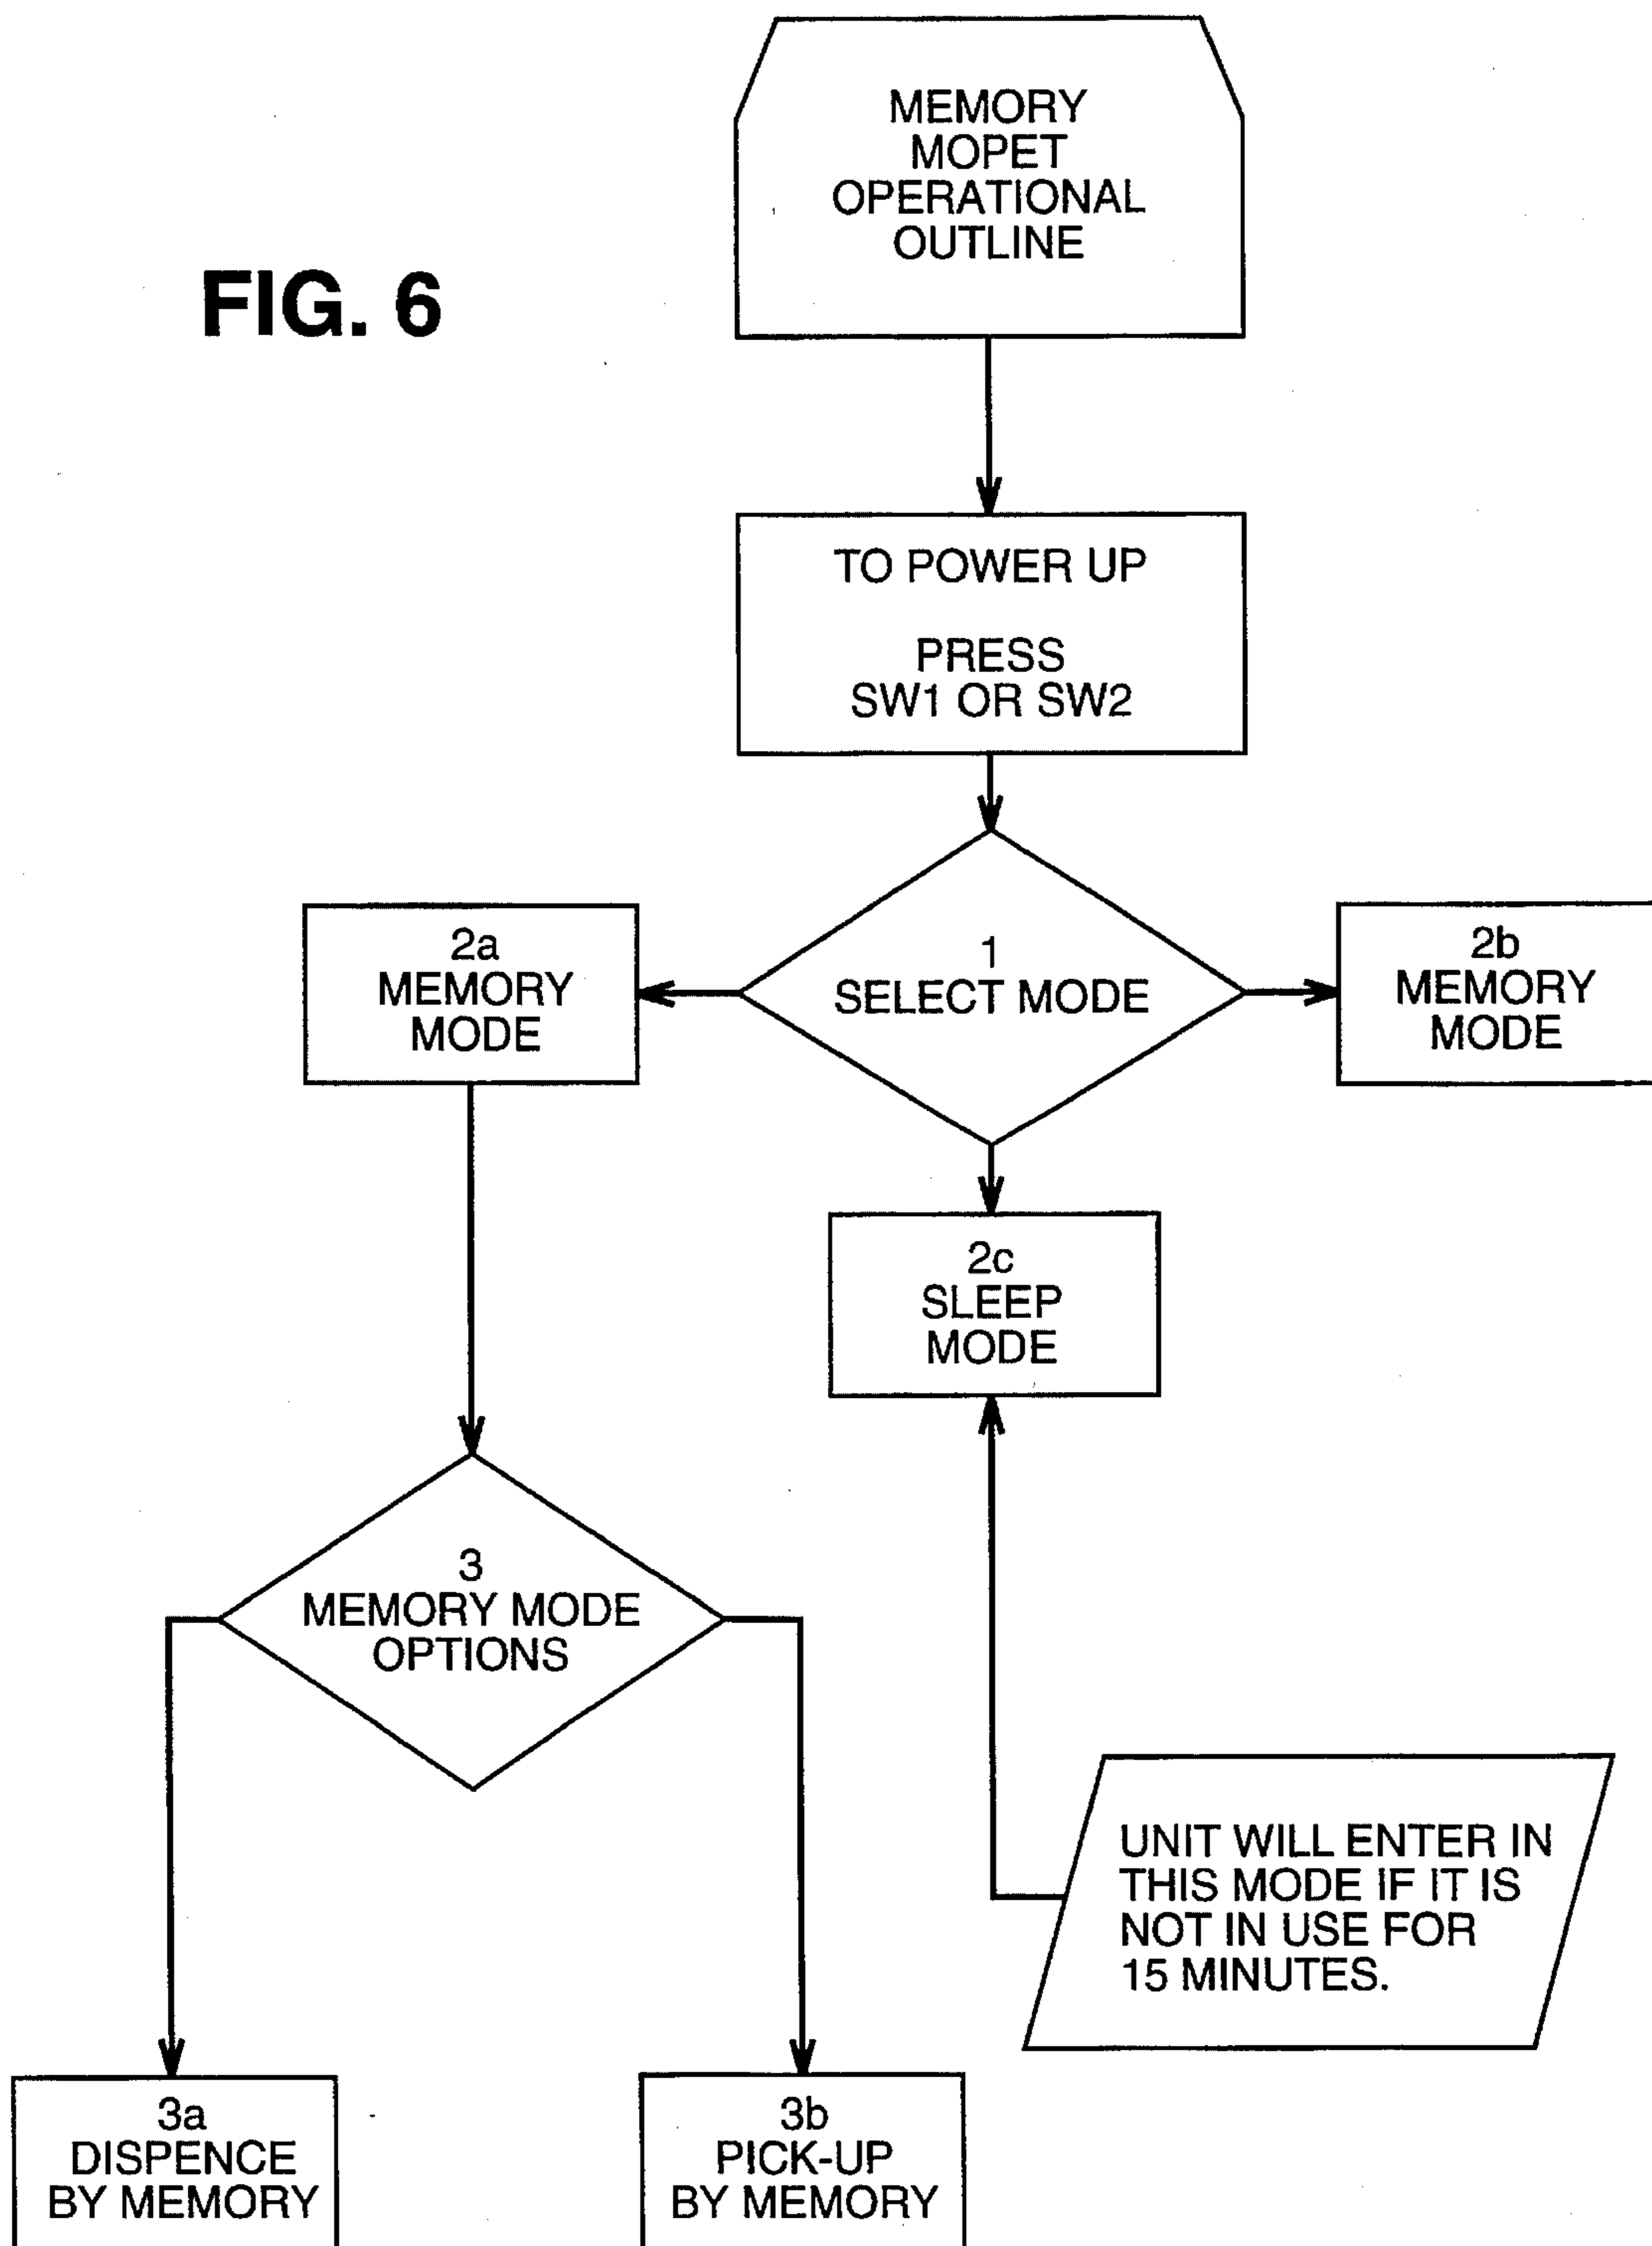 MEMORY
MOPET
OPERATIONAL
OUTLINE
FIG. 6
TO POWER UP
PRESS
SW1 OR SW2
1
SELECT MODE
2a
MEMORY
MODE
2b
MEMORY
MODE
2c
SLEEP
MODE
3
MEMORY MODE
OPTIONS
UNIT WILL ENTER IN
THIS MODE IF IT IS
NOT IN USE FOR
15 MINUTES.
3a
DISPENCE
BY MEMORY
3b
PICK-UP
BY MEMORY